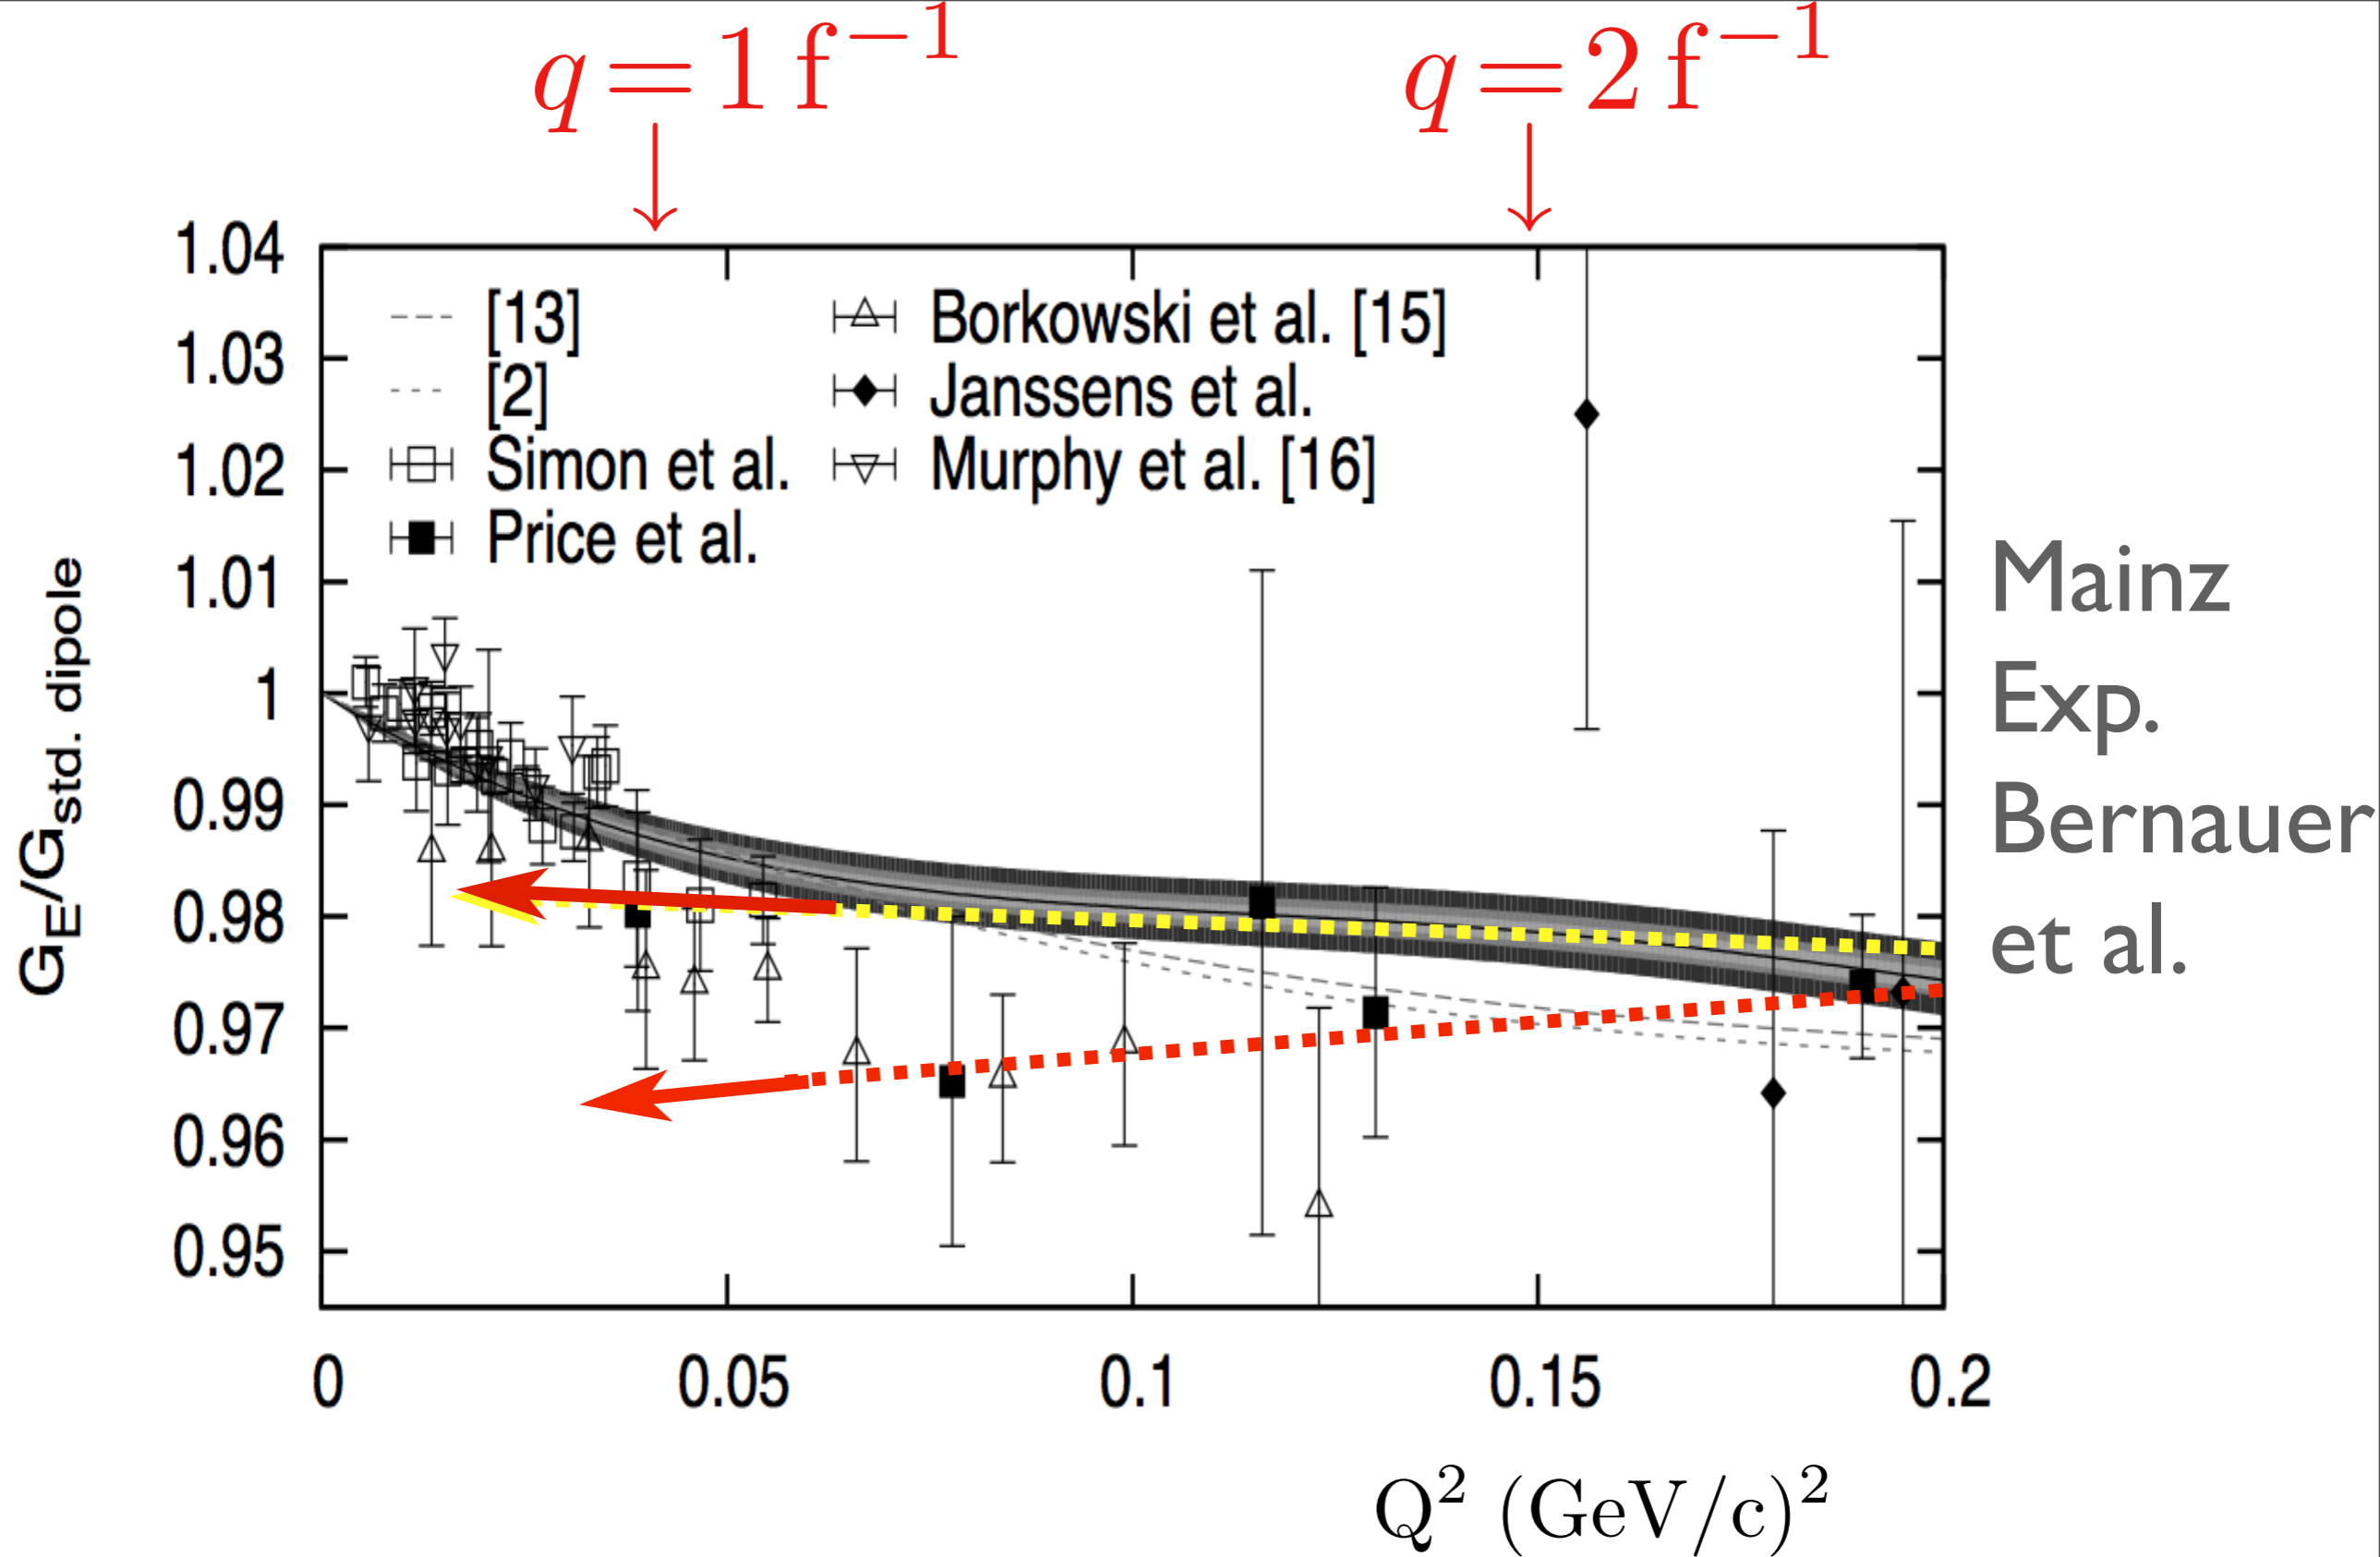 q = 1 f⁻¹
q = 2 f⁻¹
1.04
1.03
1.02
1.01
1
0.99
0.98
0.97
0.96
0.95
[13]
[2]
Simon et al.
Price et al.
Borkowski et al. [15]
Janssens et al.
Murphy et al. [16]
G_E/G_std. dipole
Mainz
Exp.
Bernauer
et al.
0 0.05 0.1 0.15 0.2
Q² (GeV/c)²